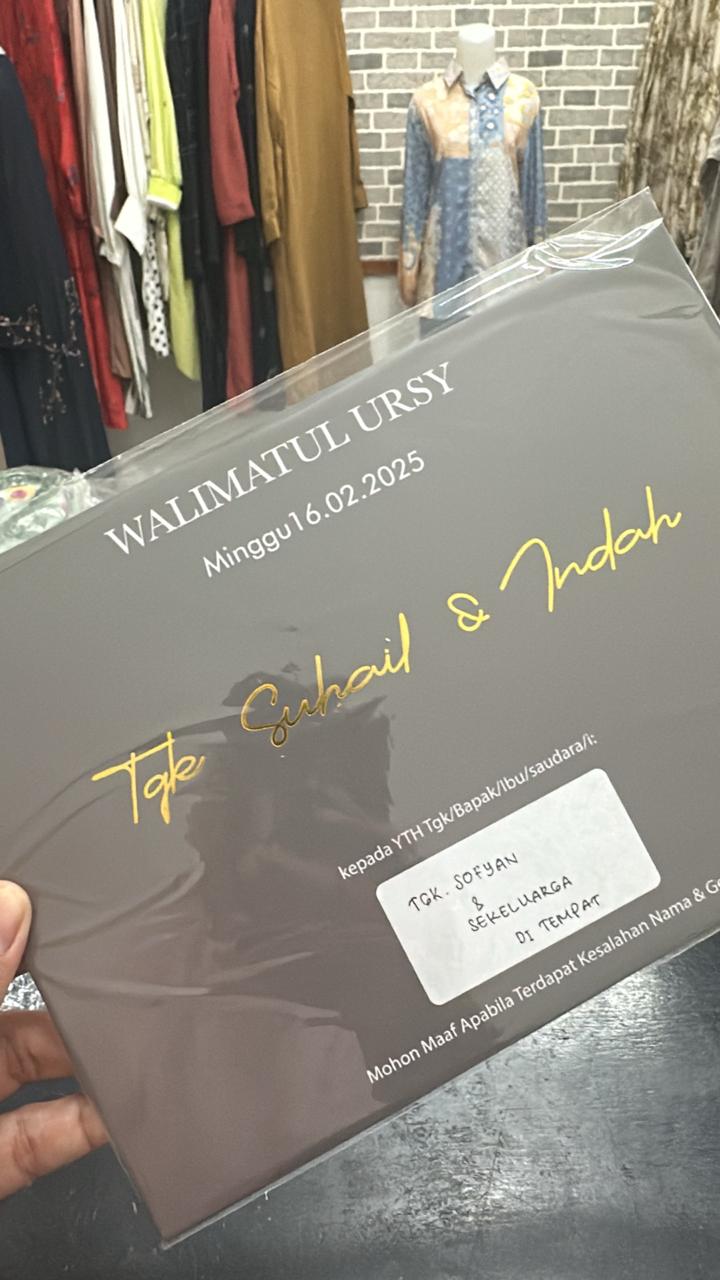 WALIMATUL URSY
Minggu16.02.2025
Tgk Suhail & Indah
kepada YTH Tgk/Bapak/Ibu/saudara/i:
TGK. SOFYAN
&
SEKELUARGA
DI TEMPAT
Mohon Maaf Apabila Terdapat Kesalahan Nama &